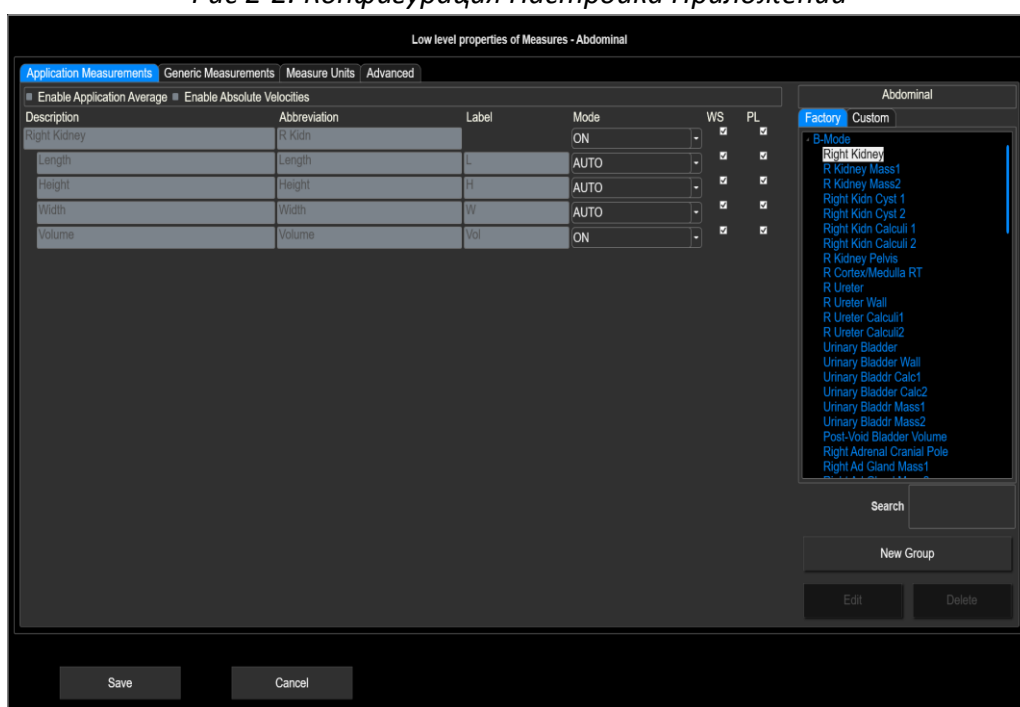 Рис 2-2: Конфигурация Настройка Приложений
Low level properties of Measures - Abdominal
Application Measurements Generic Measurements Measure Units Advanced
Enable Application Average Enable Absolute Velocities
Description Abbreviation Label Mode WS PL
Right Kidney R Kidn ON
Length Length L AUTO
Height Height H AUTO
Width Width W AUTO
Volume Volume Vol ON
Abdominal
Factory Custom
B-Mode
Right Kidney
R Kidney Mass1
R Kidney Mass2
Right Kidn Cyst 1
Right Kidn Cyst 2
Right Kidn Calculi 1
Right Kidn Calculi 2
R Kidney Pelvis
R Cortex/Medulla RT
R Ureter
R Ureter Wall
R Ureter Calculi1
R Ureter Calculi2
Urinary Bladder
Urinary Bladder Wall
Urinary Bladdr Calc1
Urinary Bladder Calc2
Urinary Bladdr Mass1
Urinary Bladdr Mass2
Post-Void Bladder Volume
Right Adrenal Cranial Pole
Right Ad Gland Mass1
Search
New Group
Edit Delete
Save Cancel